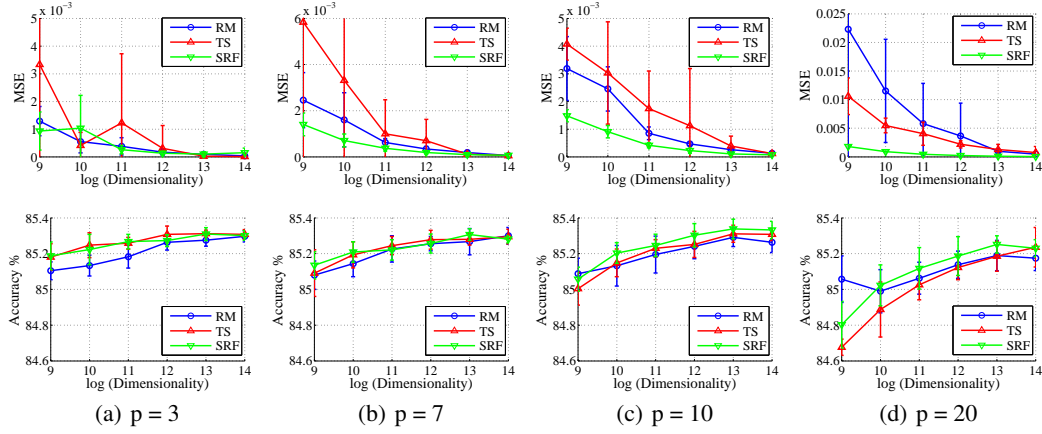 5 x 10⁻³
4
3
2
1
0
MSE
RM
TS
SRF
9 10 11 12 13 14
log (Dimensionality)
6 x 10⁻³
4
2
0
MSE
RM
TS
SRF
9 10 11 12 13 14
log (Dimensionality)
5 x 10⁻³
4
3
2
1
0
MSE
RM
TS
SRF
9 10 11 12 13 14
log (Dimensionality)
0.025
0.02
0.015
0.01
0.005
0
MSE
RM
TS
SRF
9 10 11 12 13 14
log (Dimensionality)
85.4
85.2
85
84.8
84.6
Accuracy %
RM
TS
SRF
9 10 11 12 13 14
log (Dimensionality)
85.4
85.2
85
84.8
84.6
Accuracy %
RM
TS
SRF
9 10 11 12 13 14
log (Dimensionality)
85.4
85.2
85
84.8
84.6
Accuracy %
RM
TS
SRF
9 10 11 12 13 14
log (Dimensionality)
85.4
85.2
85
84.8
84.6
Accuracy %
RM
TS
SRF
9 10 11 12 13 14
log (Dimensionality)
(a) p = 3
(b) p = 7
(c) p = 10
(d) p = 20